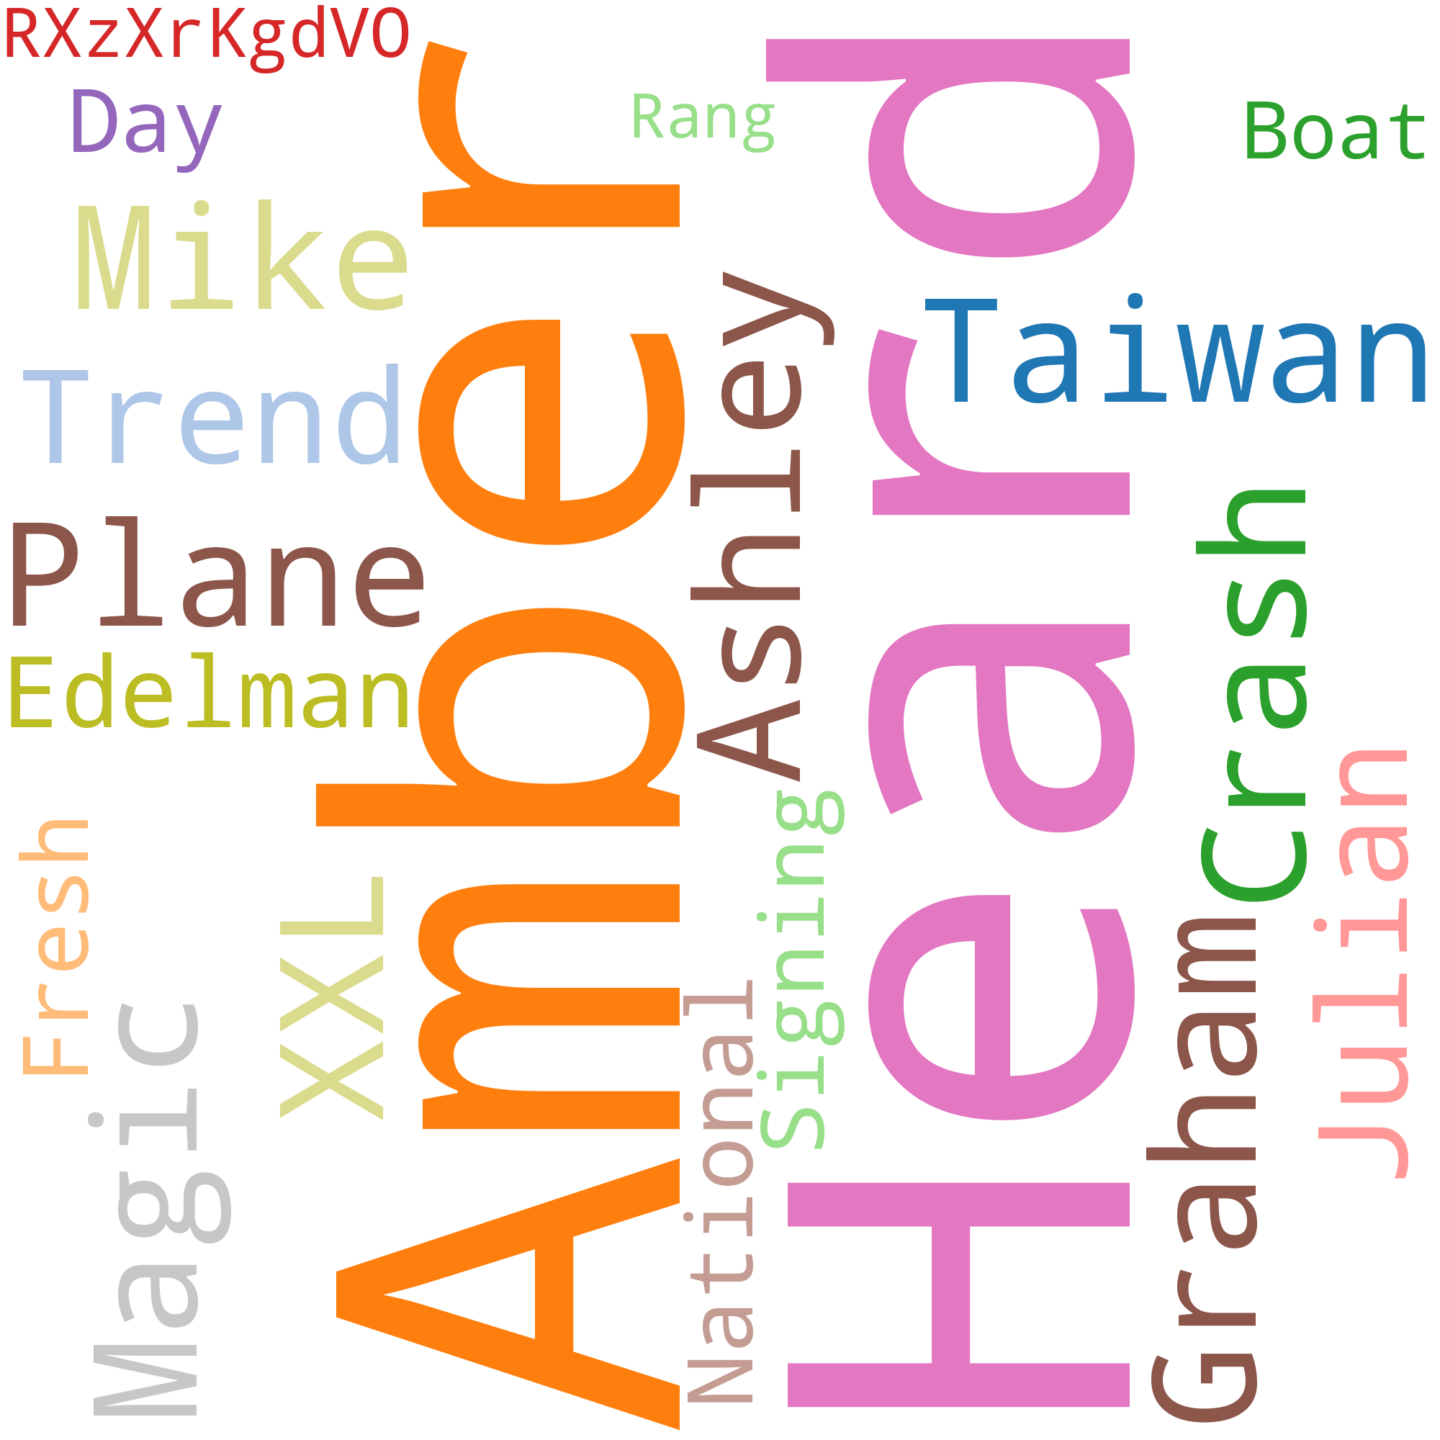 RXzXrKgdVO
Day
Rang
Boat
Mike
Taiwan
Trend
Ashley
Plane
Edelman
Amber
Heard
Crash
Julian
Fresh
XXL
Signing
National
Graham
Magic